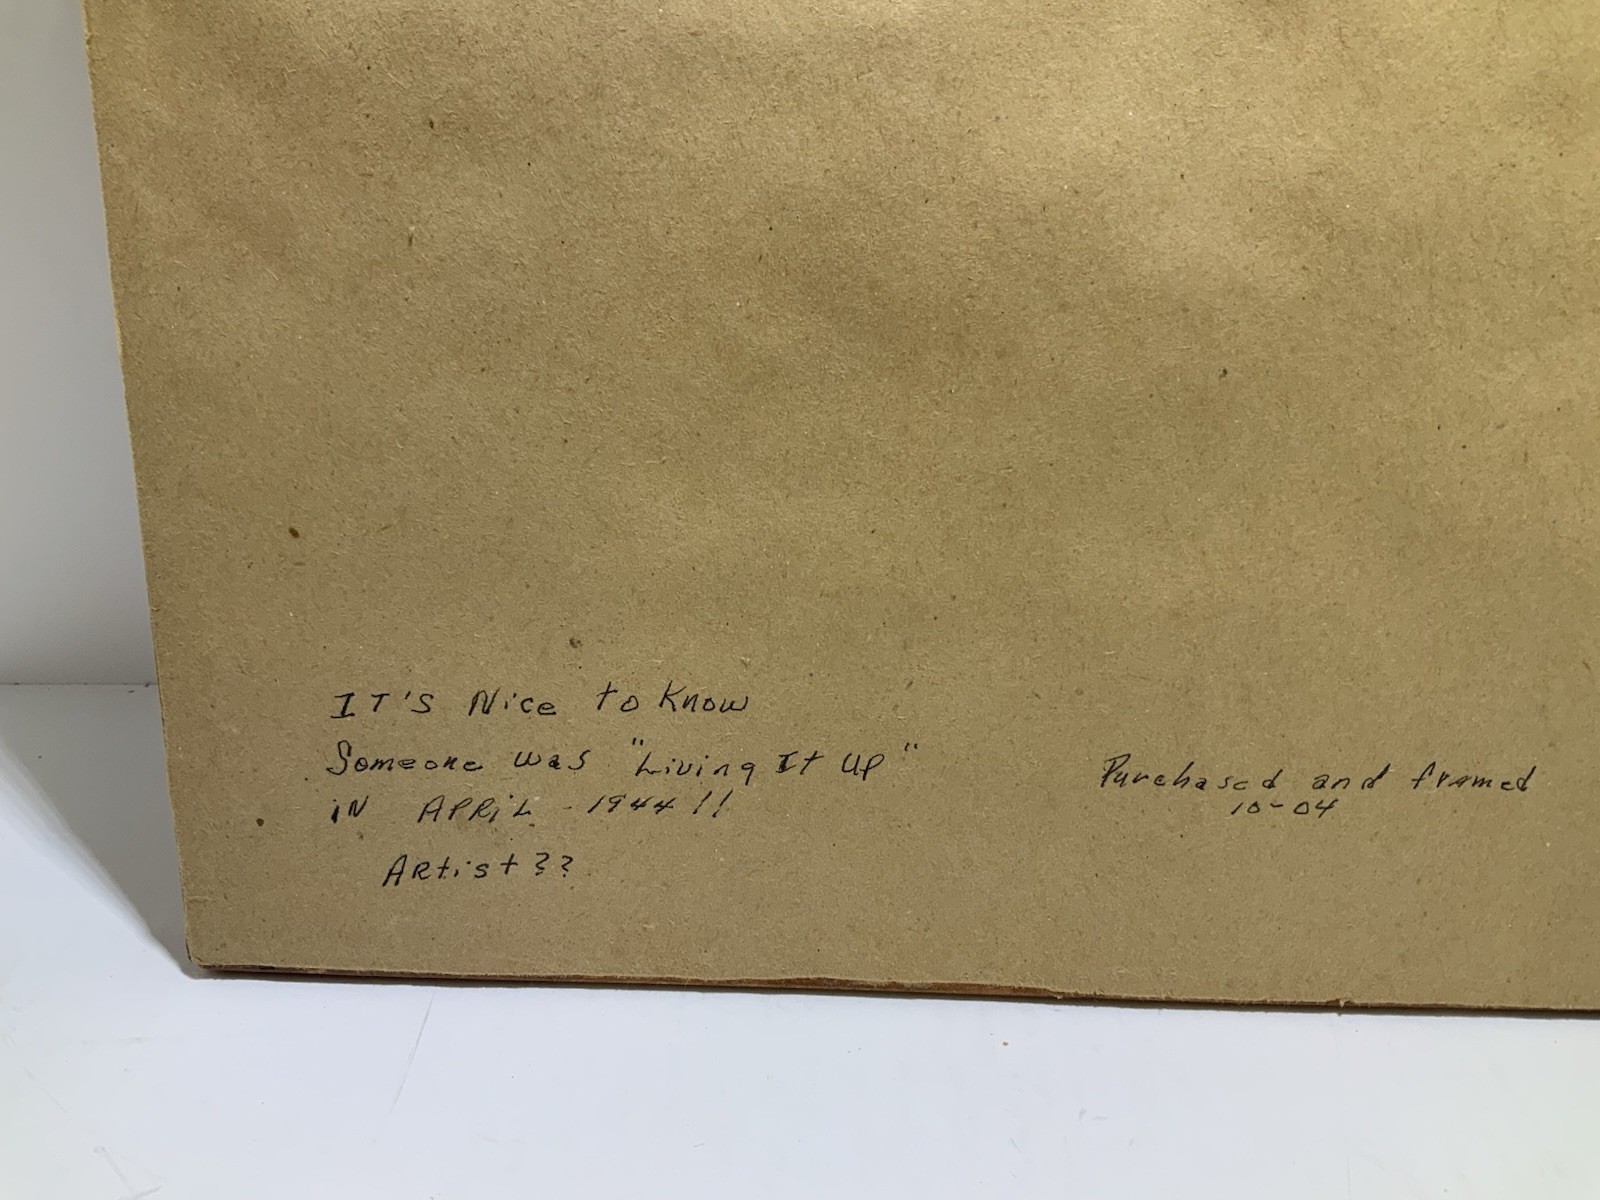 IT'S Nice to Know
Someone was "Living It Up"
iN APRiL - 1944!!
Artist??
Purchased and framed
10-04